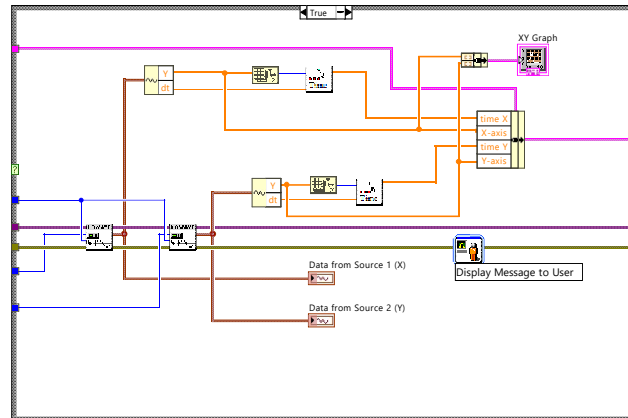 True
XY Graph
Y
dt
time X
X-axis
time Y
Y-axis
Y
dt
?
Data from Source 1 (X)
Display Message to User
Data from Source 2 (Y)